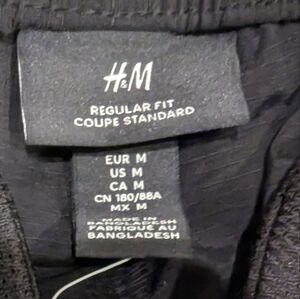 H&M
REGULAR FIT
COUPE STANDARD
EUR M
US M
CA M
CN 180/88A
MX M
MADE IN
BANGLADESH
FABRIQUÉ AU
BANGLADESH